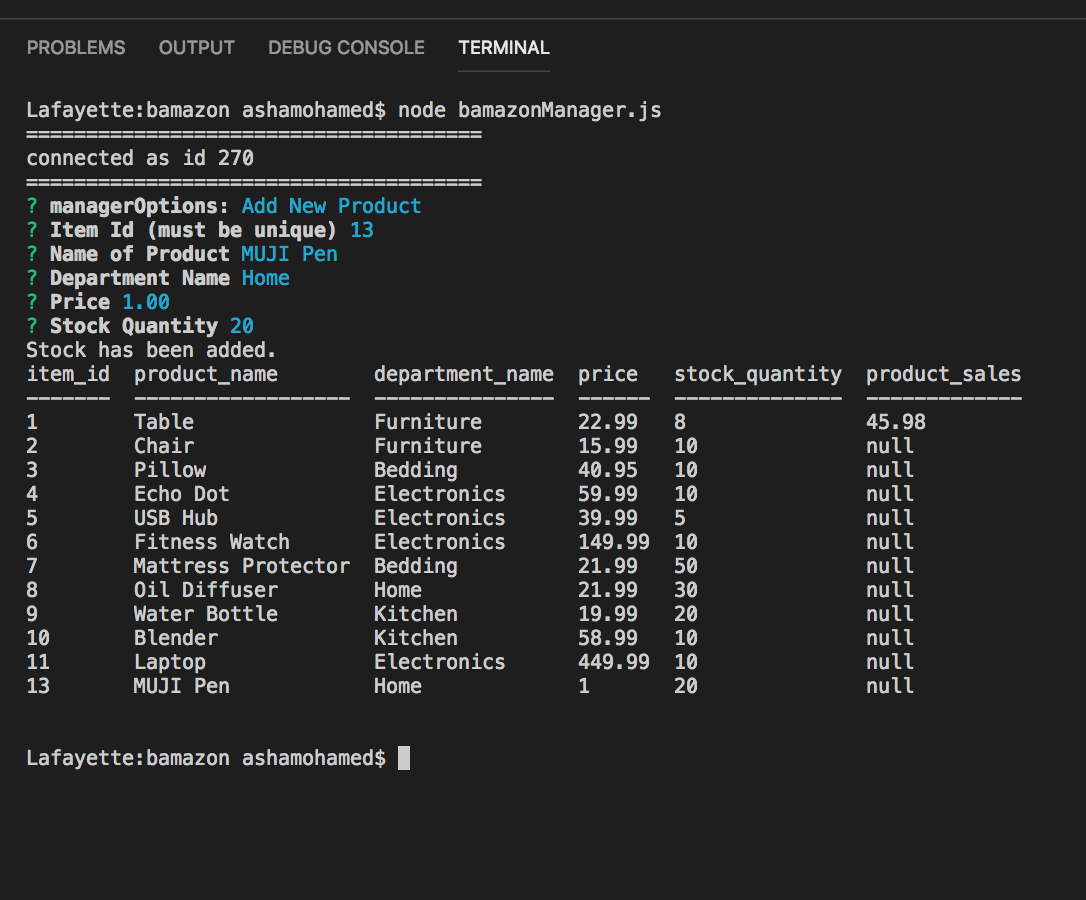 PROBLEMS OUTPUT DEBUG CONSOLE TERMINAL
Lafayette:bamazon ashamohamed$ node bamazonManager.js
======================================
connected as id 270
======================================
? managerOptions: Add New Product
? Item Id (must be unique) 13
? Name of Product MUJI Pen
? Department Name Home
? Price 1.00
? Stock Quantity 20
Stock has been added.
item_id  product_name        department_name  price   stock_quantity  product_sales
-------  ------------------  ---------------  ------  --------------  -------------
1        Table               Furniture        22.99   8               45.98
2        Chair               Furniture        15.99   10              null
3        Pillow              Bedding          40.95   10              null
4        Echo Dot            Electronics      59.99   10              null
5        USB Hub             Electronics      39.99   5               null
6        Fitness Watch       Electronics      149.99  10              null
7        Mattress Protector  Bedding          21.99   50              null
8        Oil Diffuser        Home             21.99   30              null
9        Water Bottle        Kitchen          19.99   20              null
10       Blender             Kitchen          58.99   10              null
11       Laptop              Electronics      449.99  10              null
13       MUJI Pen            Home             1       20              null
Lafayette:bamazon ashamohamed$